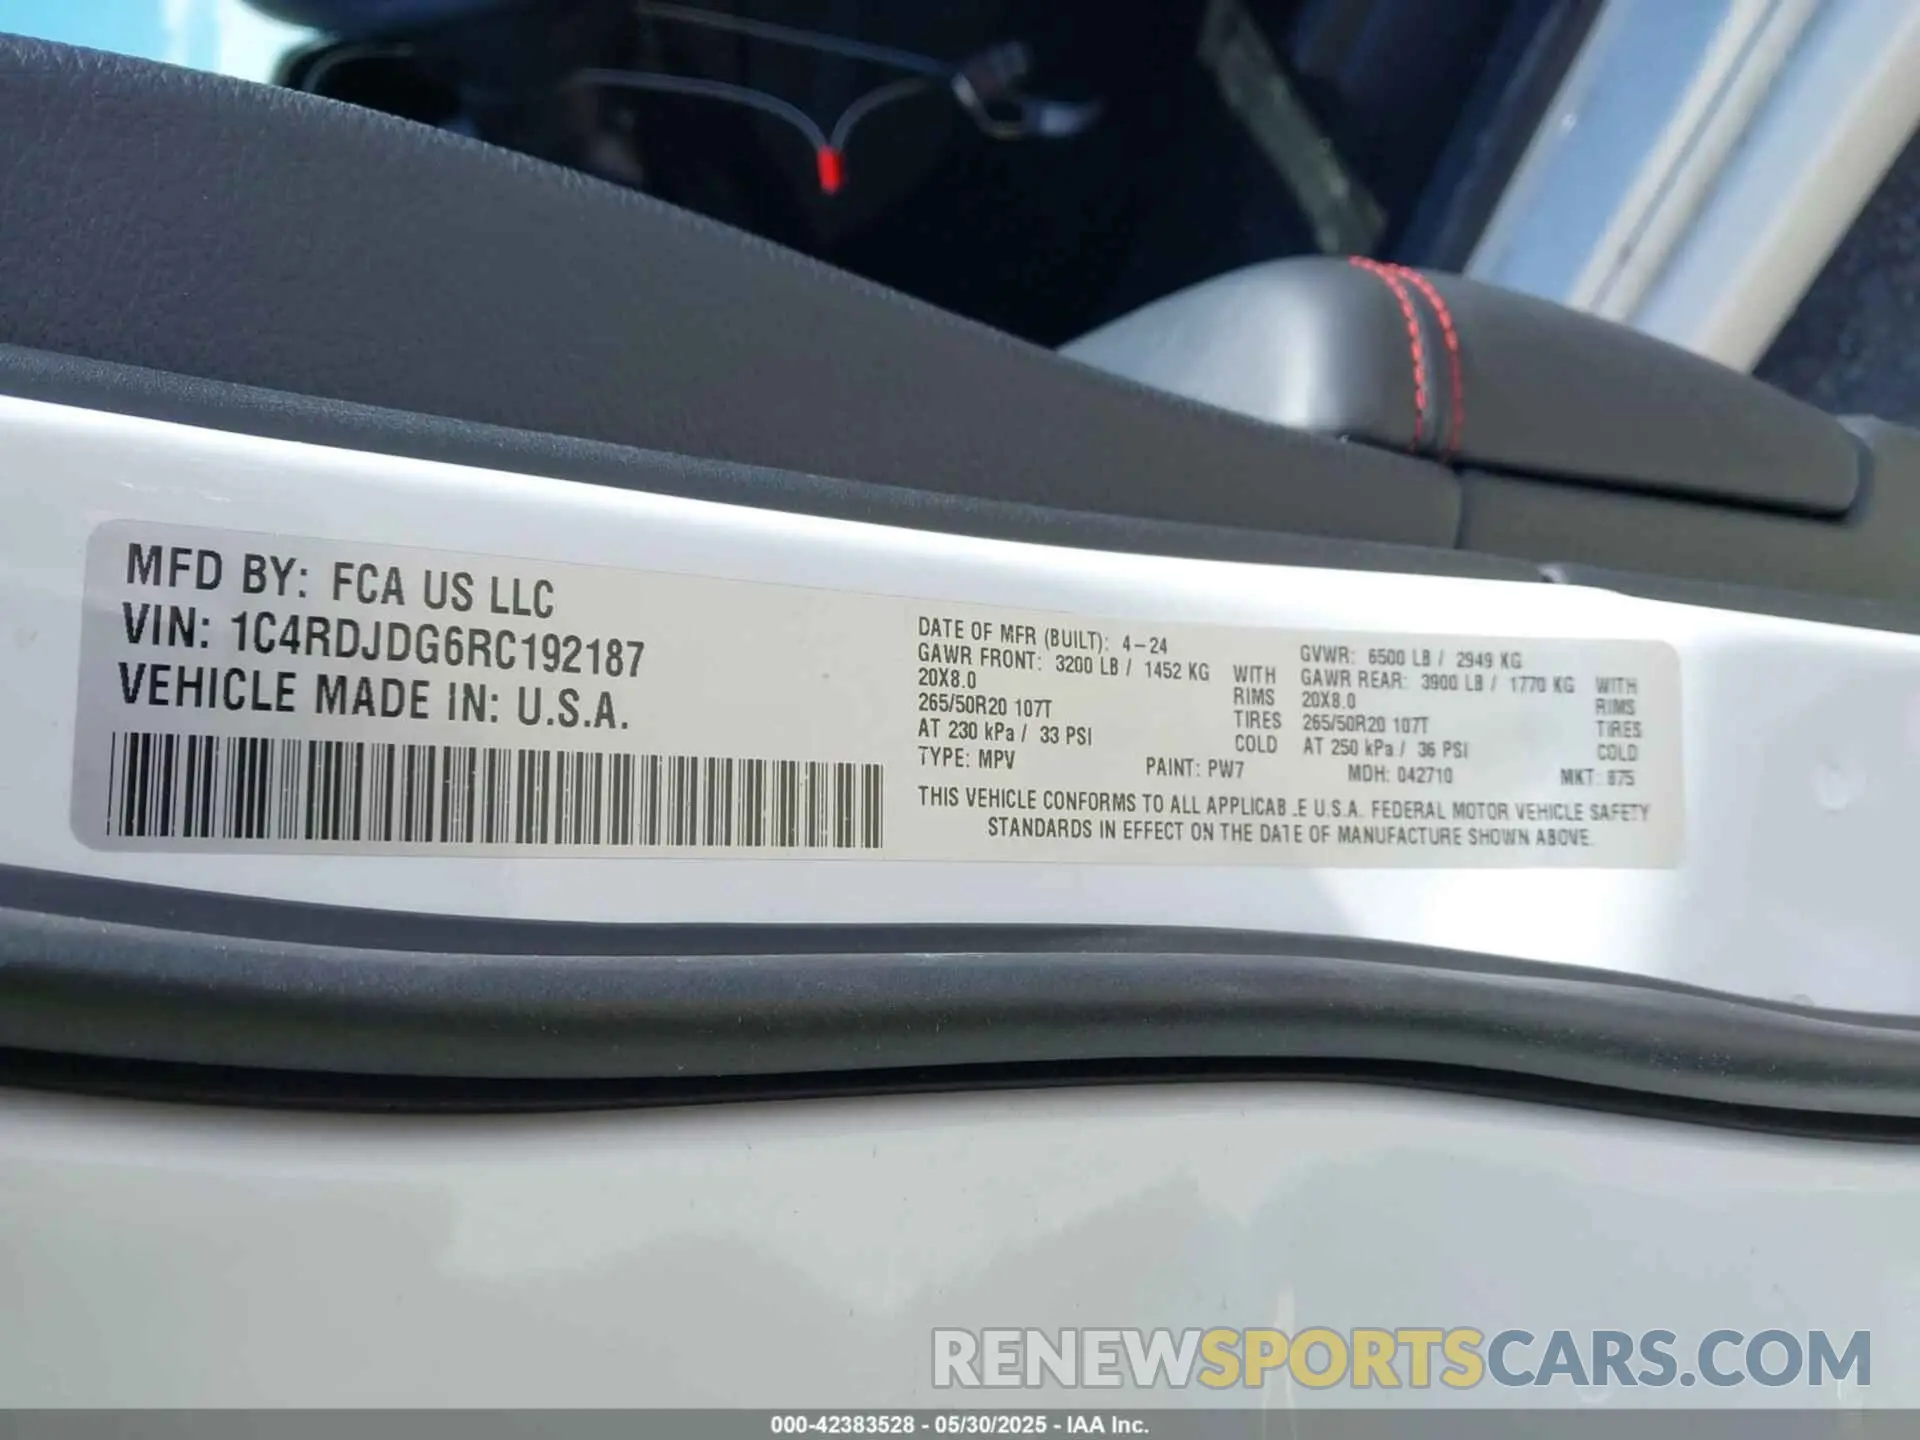 MFD BY: FCA US LLC
VIN: 1C4RDJDG6RC192187
VEHICLE MADE IN: U.S.A.
DATE OF MFR (BUILT): 4-24
GAWR FRONT: 3200 LB / 1452 KG WITH
20X8.0 RIMS
265/50R20 107T TIRES
AT 230 kPa / 33 PSI COLD
GVWR: 6500 LB / 2949 KG
GAWR REAR: 3900 LB / 1770 KG WITH
20X8.0 RIMS
265/50R20 107T TIRES
AT 250 kPa / 36 PSI COLD
TYPE: MPV PAINT: PW7 MDH: 042710 MKT: 875
THIS VEHICLE CONFORMS TO ALL APPLICAB.E U.S.A. FEDERAL MOTOR VEHICLE SAFETY
STANDARDS IN EFFECT ON THE DATE OF MANUFACTURE SHOWN ABOVE.
RENEWSPORTSCARS.COM
000-42383528 - 05/30/2025 - IAA Inc.